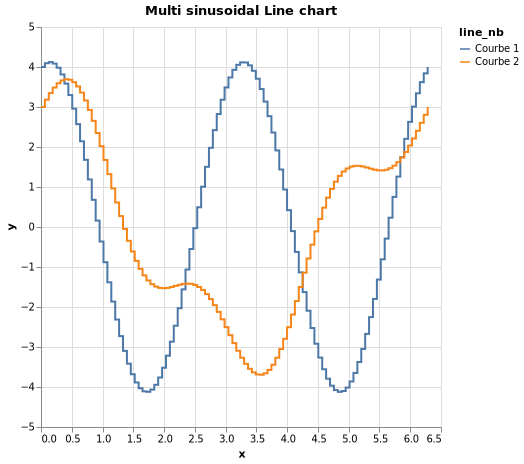 Multi sinusoidal Line chart
line_nb
Courbe 1
Courbe 2
y
5
4
3
2
1
0
−1
−2
−3
−4
−5
0.0 0.5 1.0 1.5 2.0 2.5 3.0 3.5 4.0 4.5 5.0 5.5 6.0 6.5
x